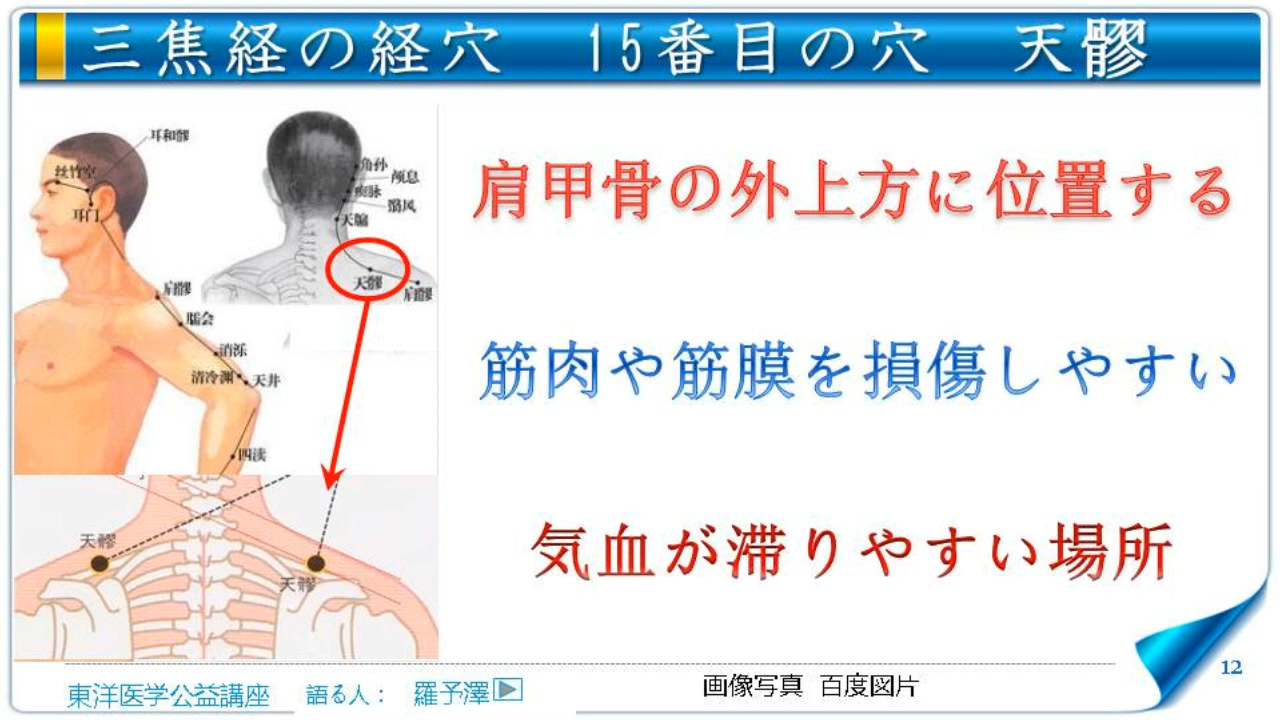 三焦経の経穴　15番目の穴　天髎
耳和髎
丝竹空
耳门
角孙
颅息
瘈脉
翳风
天牖
天髎
肩髎
肩髎
臑会
消泺
清冷渊
天井
四渎
天髎
天髎
肩甲骨の外上方に位置する
筋肉や筋膜を損傷しやすい
気血が滞りやすい場所
東洋医学公益講座　語る人：　羅予澤
画像写真 百度図片
12